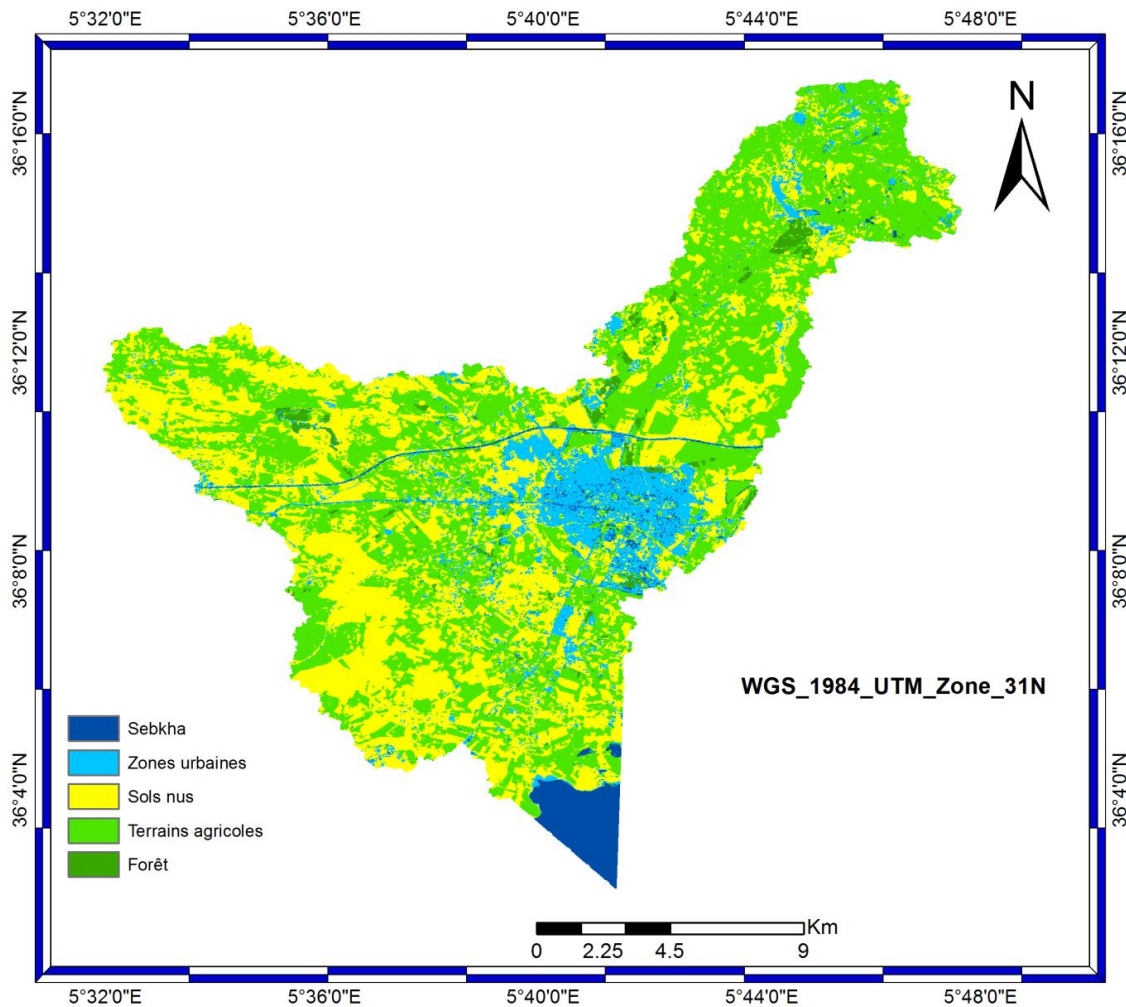 5°32'0"E 5°36'0"E 5°40'0"E 5°44'0"E 5°48'0"E
N
36°16'0"N 36°16'0"N
36°12'0"N 36°12'0"N
36°8'0"N 36°8'0"N
WGS_1984_UTM_Zone_31N
Sebkha
Zones urbaines
Sols nus
Terrains agricoles
Forêt
36°4'0"N 36°4'0"N
Km
0 2.25 4.5 9
5°32'0"E 5°36'0"E 5°40'0"E 5°44'0"E 5°48'0"E